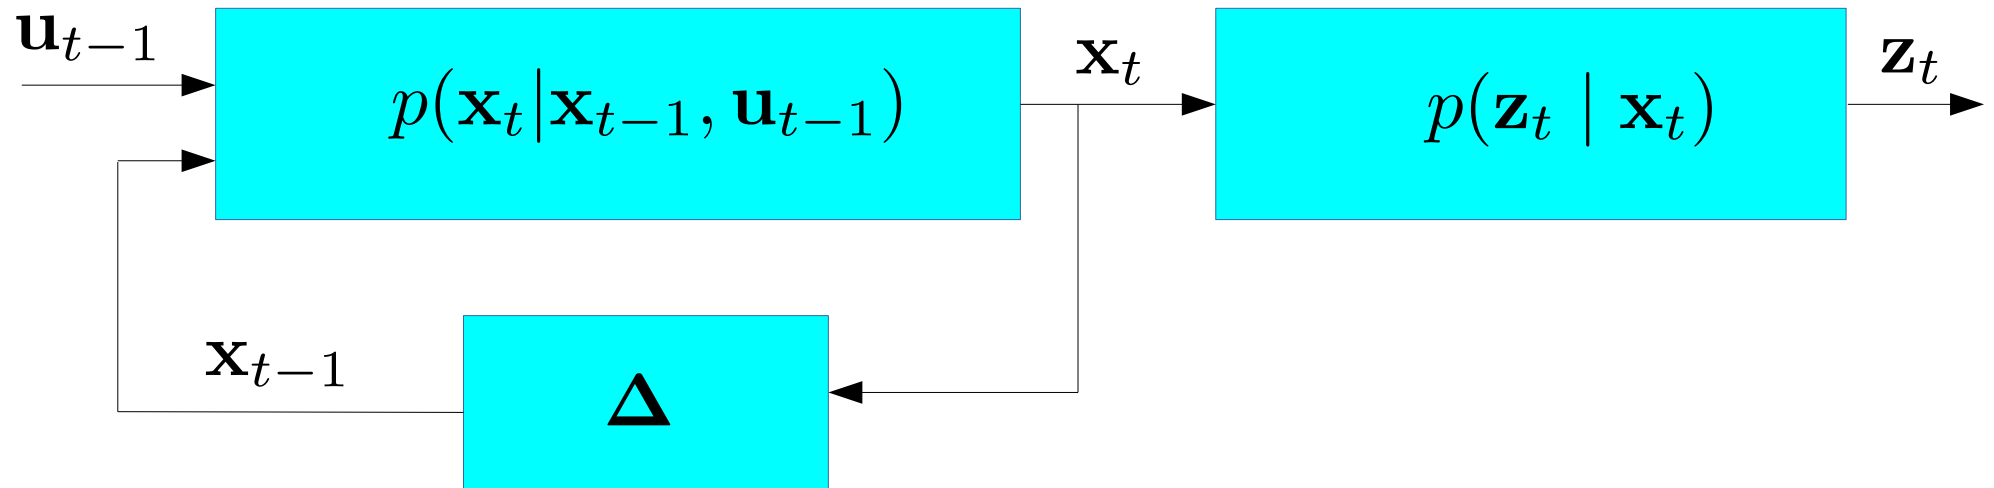 u_{t−1}
p(x_t|x_{t−1}, u_{t−1})
x_t
p(z_t | x_t)
z_t
x_{t−1}
Δ